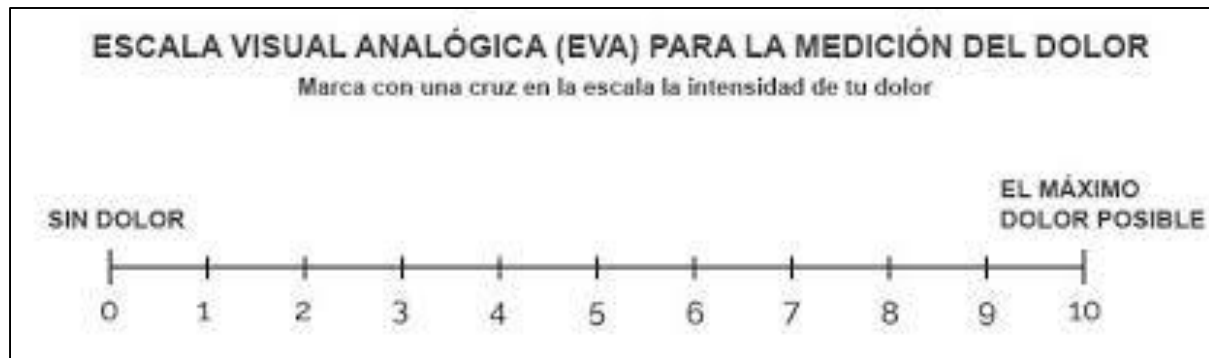 ESCALA VISUAL ANALÓGICA (EVA) PARA LA MEDICIÓN DEL DOLOR
Marca con una cruz en la escala la intensidad de tu dolor
SIN DOLOR
EL MÁXIMO
DOLOR POSIBLE
0 1 2 3 4 5 6 7 8 9 10